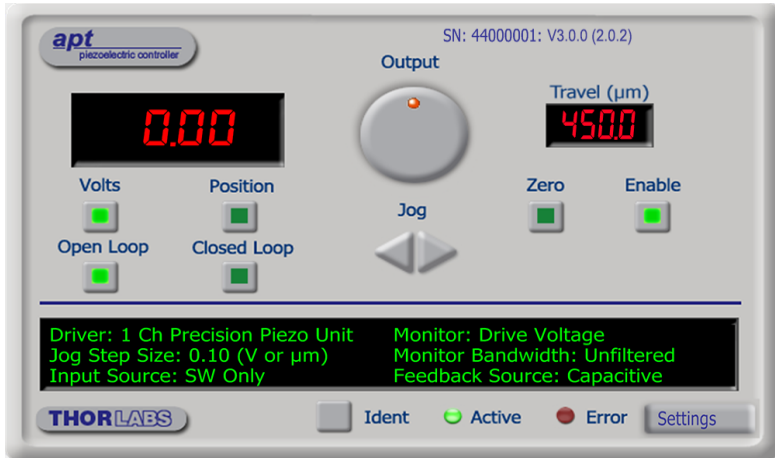 apt
piezoelectric controller
SN: 44000001: V3.0.0 (2.0.2)
Output
Travel (µm)
0.00
450.0
Volts
Position
Zero
Enable
Jog
Open Loop
Closed Loop
Driver: 1 Ch Precision Piezo Unit
Monitor: Drive Voltage
Jog Step Size: 0.10 (V or µm)
Monitor Bandwidth: Unfiltered
Input Source: SW Only
Feedback Source: Capacitive
THORLABS
Ident
Active
Error
Settings